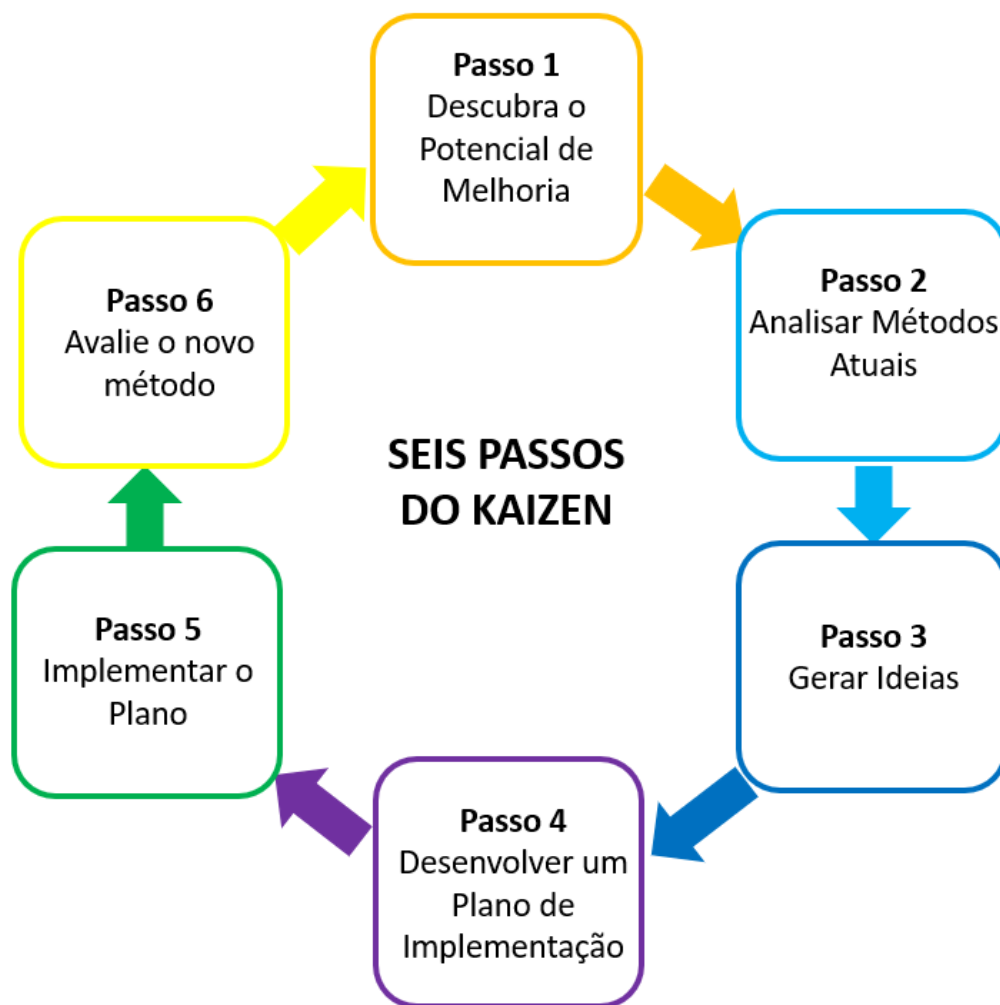 Passo 1
Descubra o
Potencial de
Melhoria
Passo 2
Analisar Métodos
Atuais
Passo 3
Gerar Ideias
Passo 4
Desenvolver um
Plano de
Implementação
Passo 5
Implementar o
Plano
Passo 6
Avalie o novo
método
SEIS PASSOS
DO KAIZEN